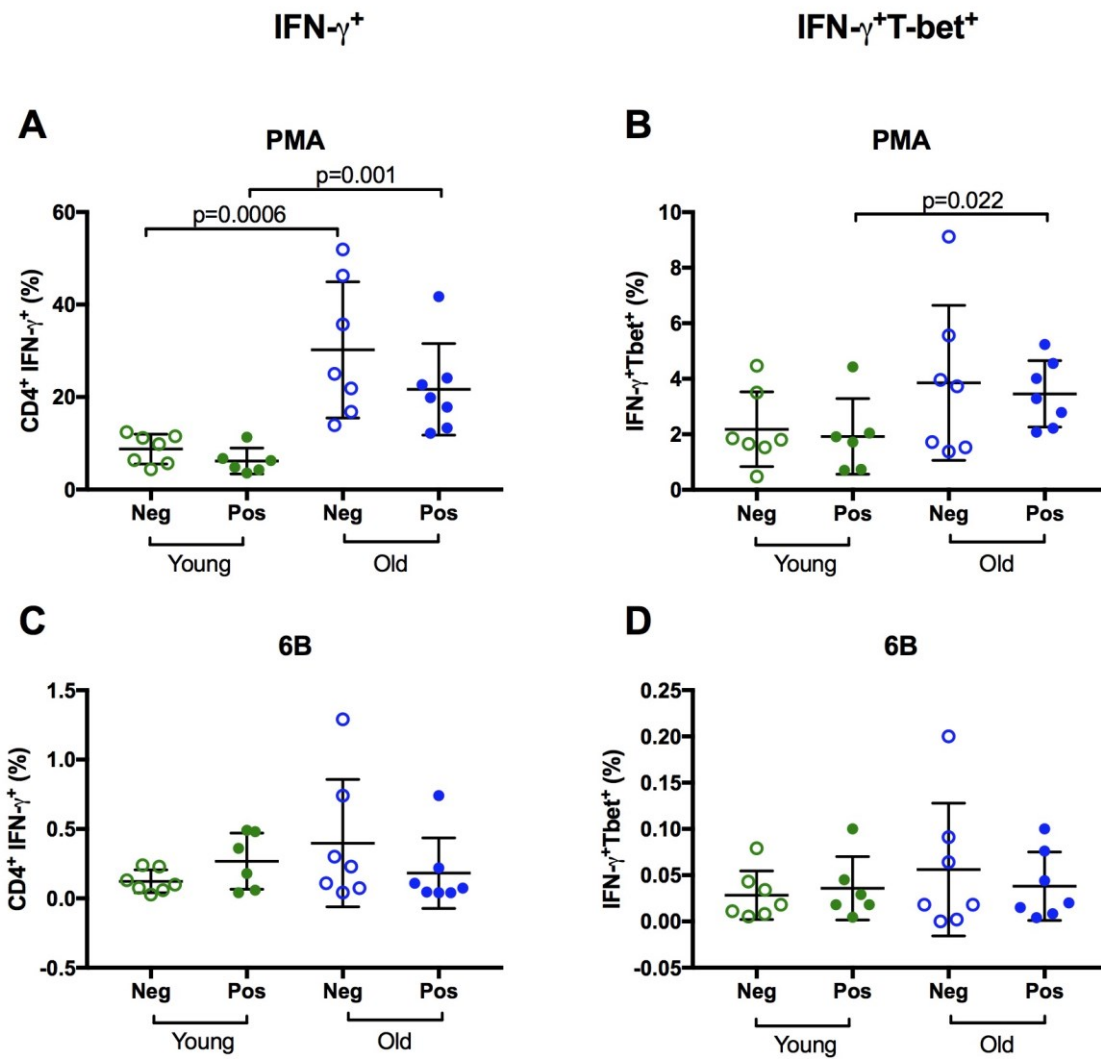 IFN-γ⁺ IFN-γ⁺T-bet⁺
A
PMA
p=0.001
p=0.0006
60
40
20
0
CD4⁺ IFN-γ⁺ (%)
Neg Pos Neg Pos
Young Old
B
PMA
p=0.022
10
8
6
4
2
0
IFN-γ⁺Tbet⁺ (%)
Neg Pos Neg Pos
Young Old
C
6B
1.5
1.0
0.5
0.0
-0.5
CD4⁺ IFN-γ⁺ (%)
Neg Pos Neg Pos
Young Old
D
6B
0.25
0.20
0.15
0.10
0.05
0.00
-0.05
IFN-γ⁺Tbet⁺ (%)
Neg Pos Neg Pos
Young Old